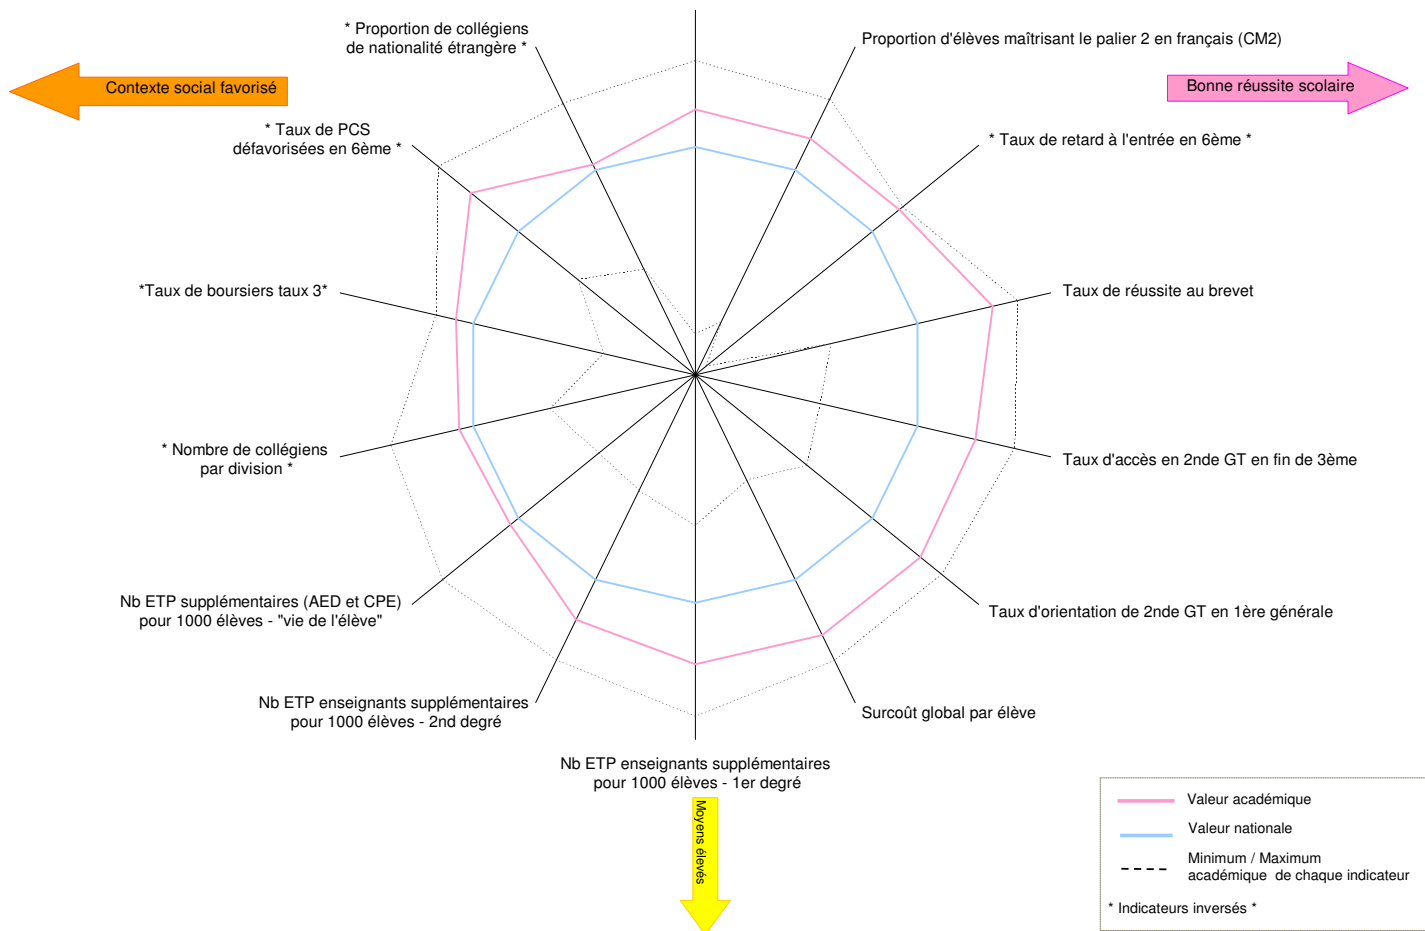 * Proportion de collégiens
de nationalité étrangère *
Proportion d'élèves maîtrisant le palier 2 en français (CM2)
Contexte social favorisé
Bonne réussite scolaire
* Taux de PCS
défavorisées en 6ème *
* Taux de retard à l'entrée en 6ème *
*Taux de boursiers taux 3*
Taux de réussite au brevet
* Nombre de collégiens
par division *
Taux d'accès en 2nde GT en fin de 3ème
Nb ETP supplémentaires (AED et CPE)
pour 1000 élèves - "vie de l'élève"
Taux d'orientation de 2nde GT en 1ère générale
Nb ETP enseignants supplémentaires
pour 1000 élèves - 2nd degré
Surcoût global par élève
Nb ETP enseignants supplémentaires
pour 1000 élèves - 1er degré
Moyens élevés
Valeur académique
Valeur nationale
Minimum / Maximum
académique de chaque indicateur
* Indicateurs inversés *